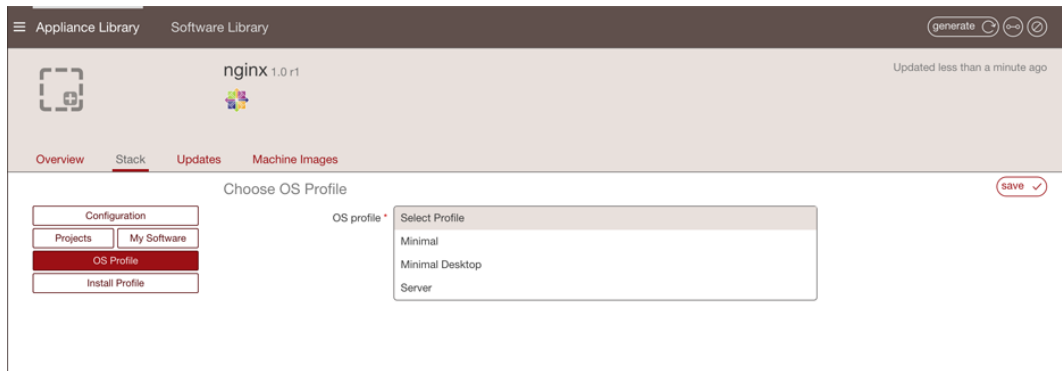 Appliance Library Software Library generate
nginx 1.0 r1 Updated less than a minute ago
Overview Stack Updates Machine Images
Choose OS Profile save
Configuration
Projects My Software
OS Profile
Install Profile
OS profile * Select Profile
Minimal
Minimal Desktop
Server